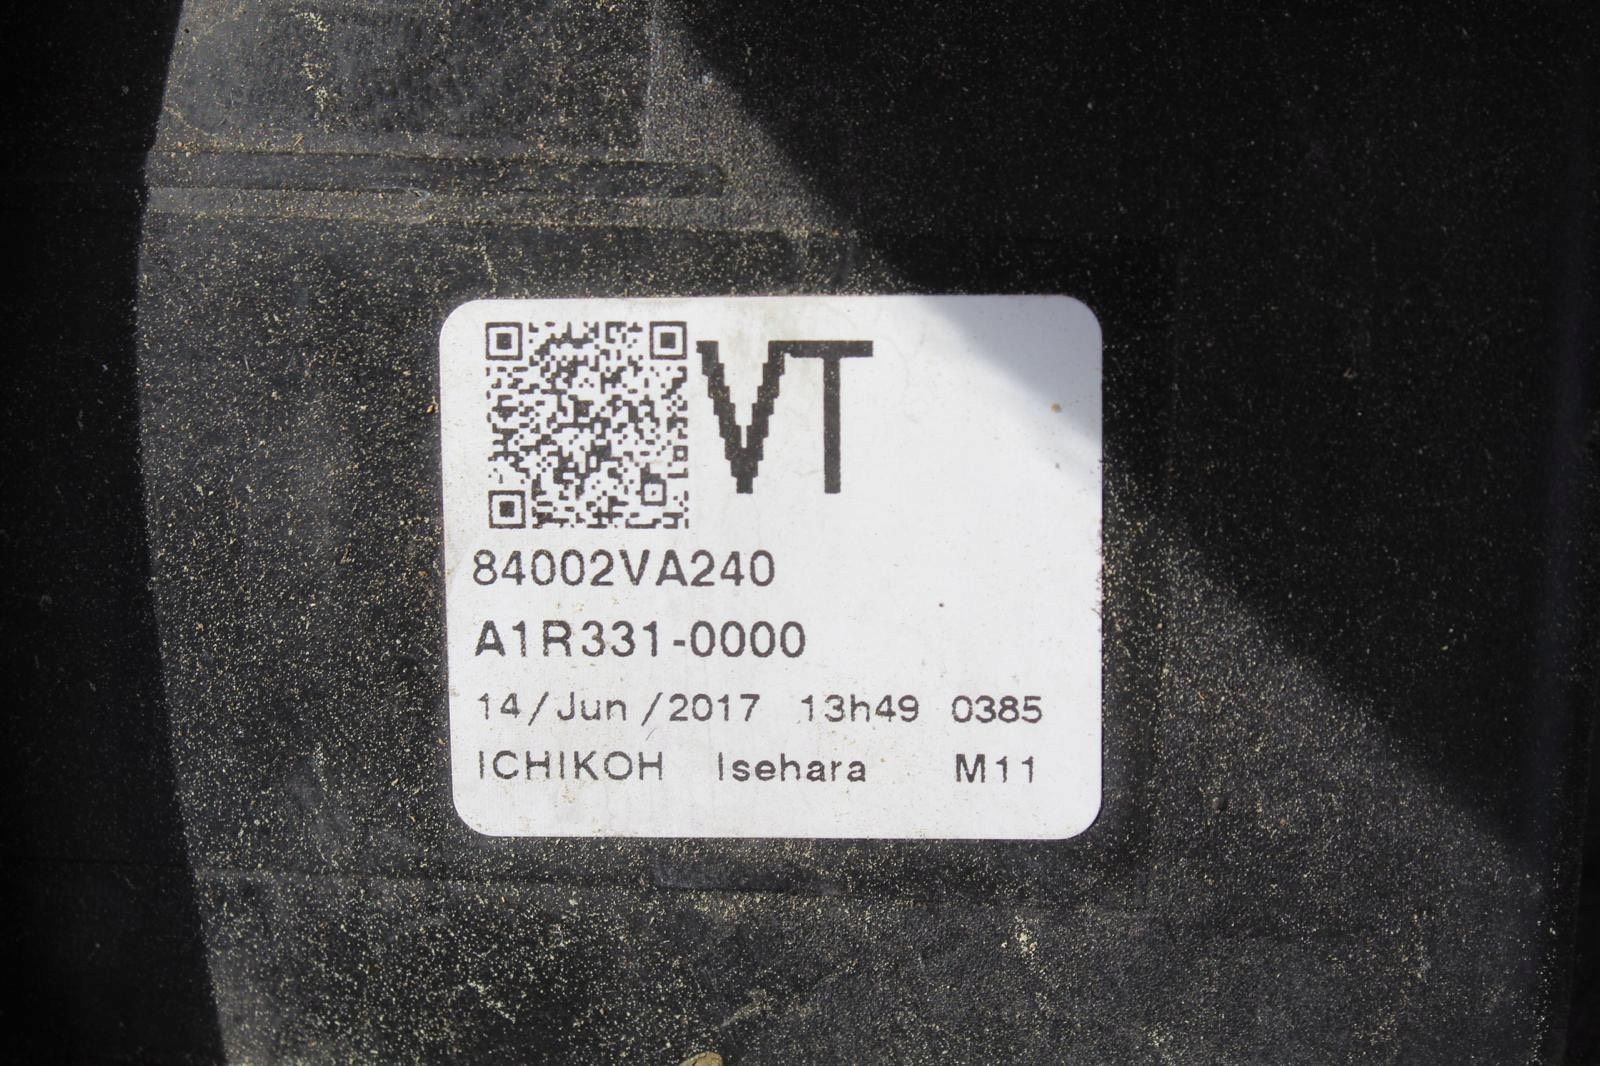 VT
84002VA240
A1R331-0000
14/Jun/2017 13h49 0385
ICHIKOH Isehara M11